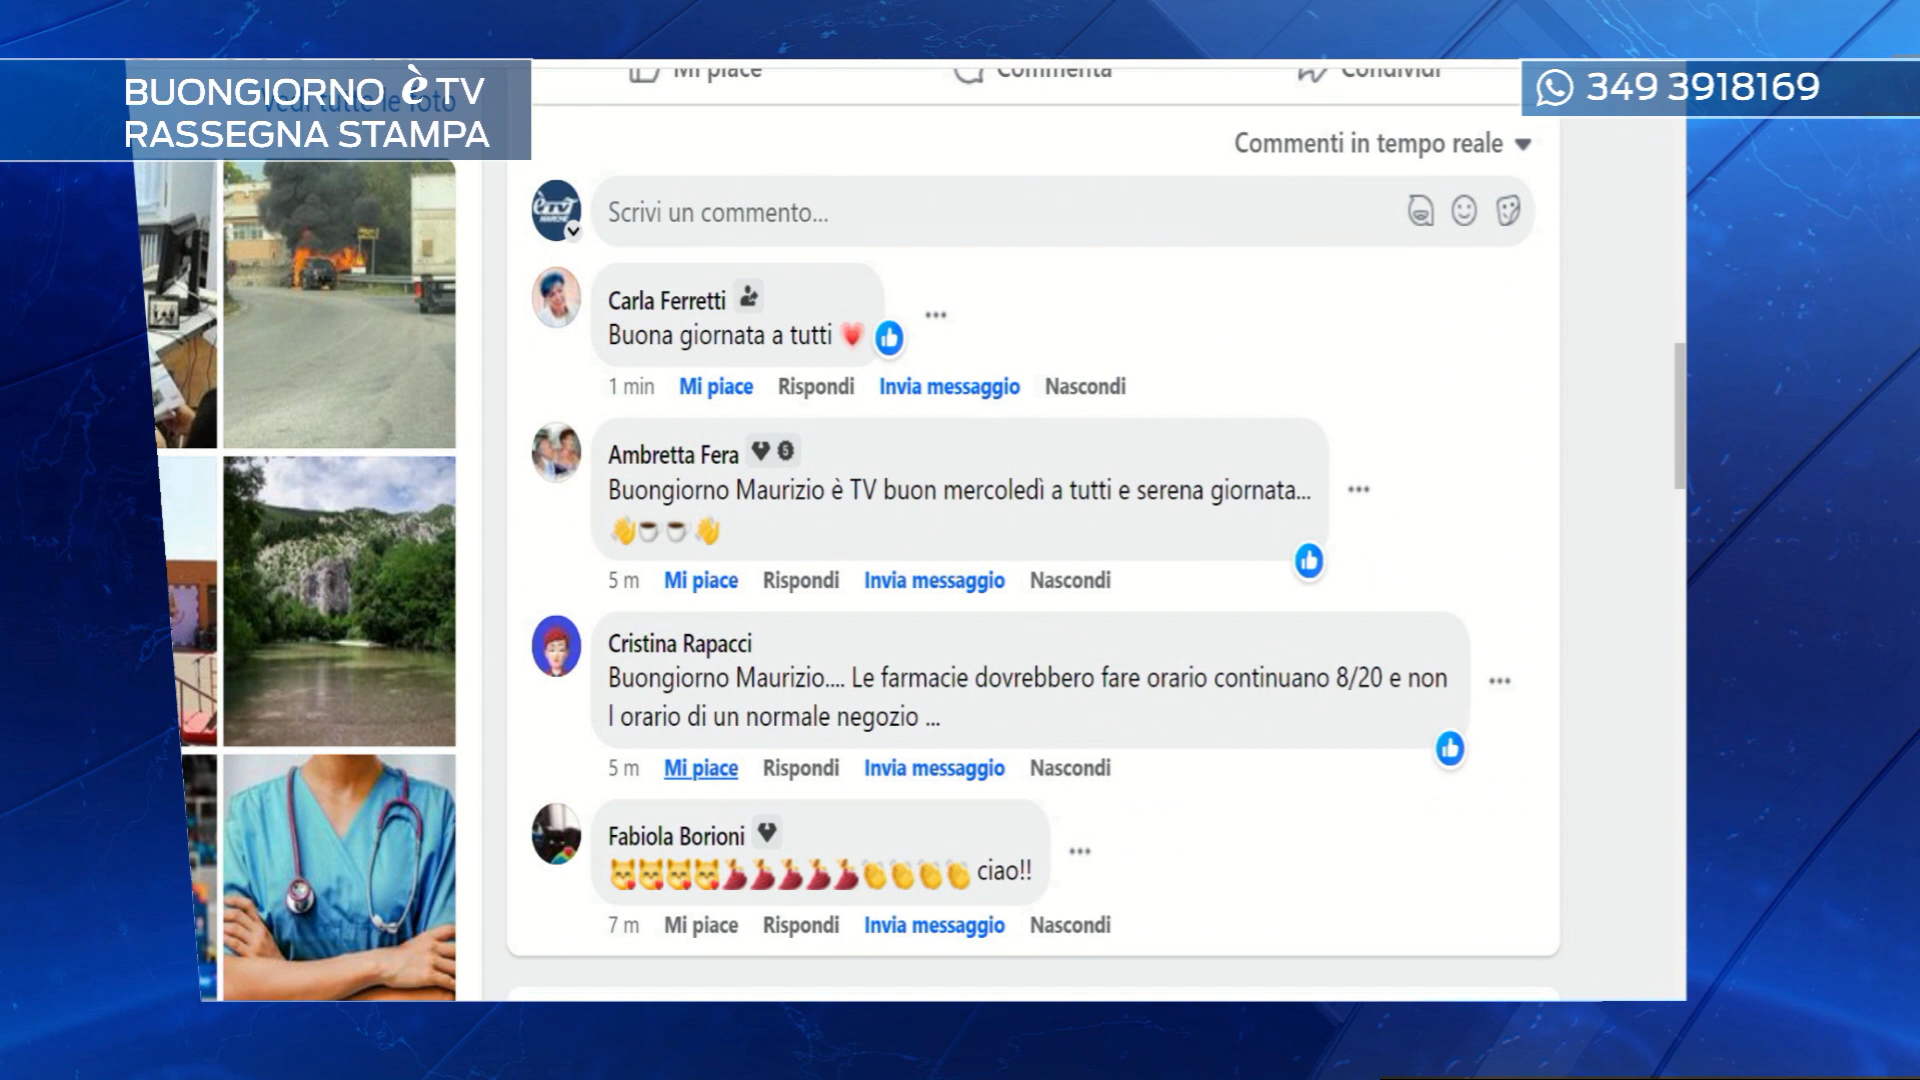 BUONGIORNO è TV
Vedi tutte le foto
RASSEGNA STAMPA
Mi piace
Commenta
Condividi
349 3918169
Commenti in tempo reale
Scrivi un commento...
Carla Ferretti
Buona giornata a tutti ❤️
1 min Mi piace Rispondi Invia messaggio Nascondi
Ambretta Fera
Buongiorno Maurizio è TV buon mercoledì a tutti e serena giornata...
👋☕☕👋
5 m Mi piace Rispondi Invia messaggio Nascondi
Cristina Rapacci
Buongiorno Maurizio.... Le farmacie dovrebbero fare orario continuano 8/20 e non
l orario di un normale negozio ...
5 m Mi piace Rispondi Invia messaggio Nascondi
Fabiola Borioni
😽😽😽😽💃💃💃💃💃👏👏👏👏 ciao!!
7 m Mi piace Rispondi Invia messaggio Nascondi